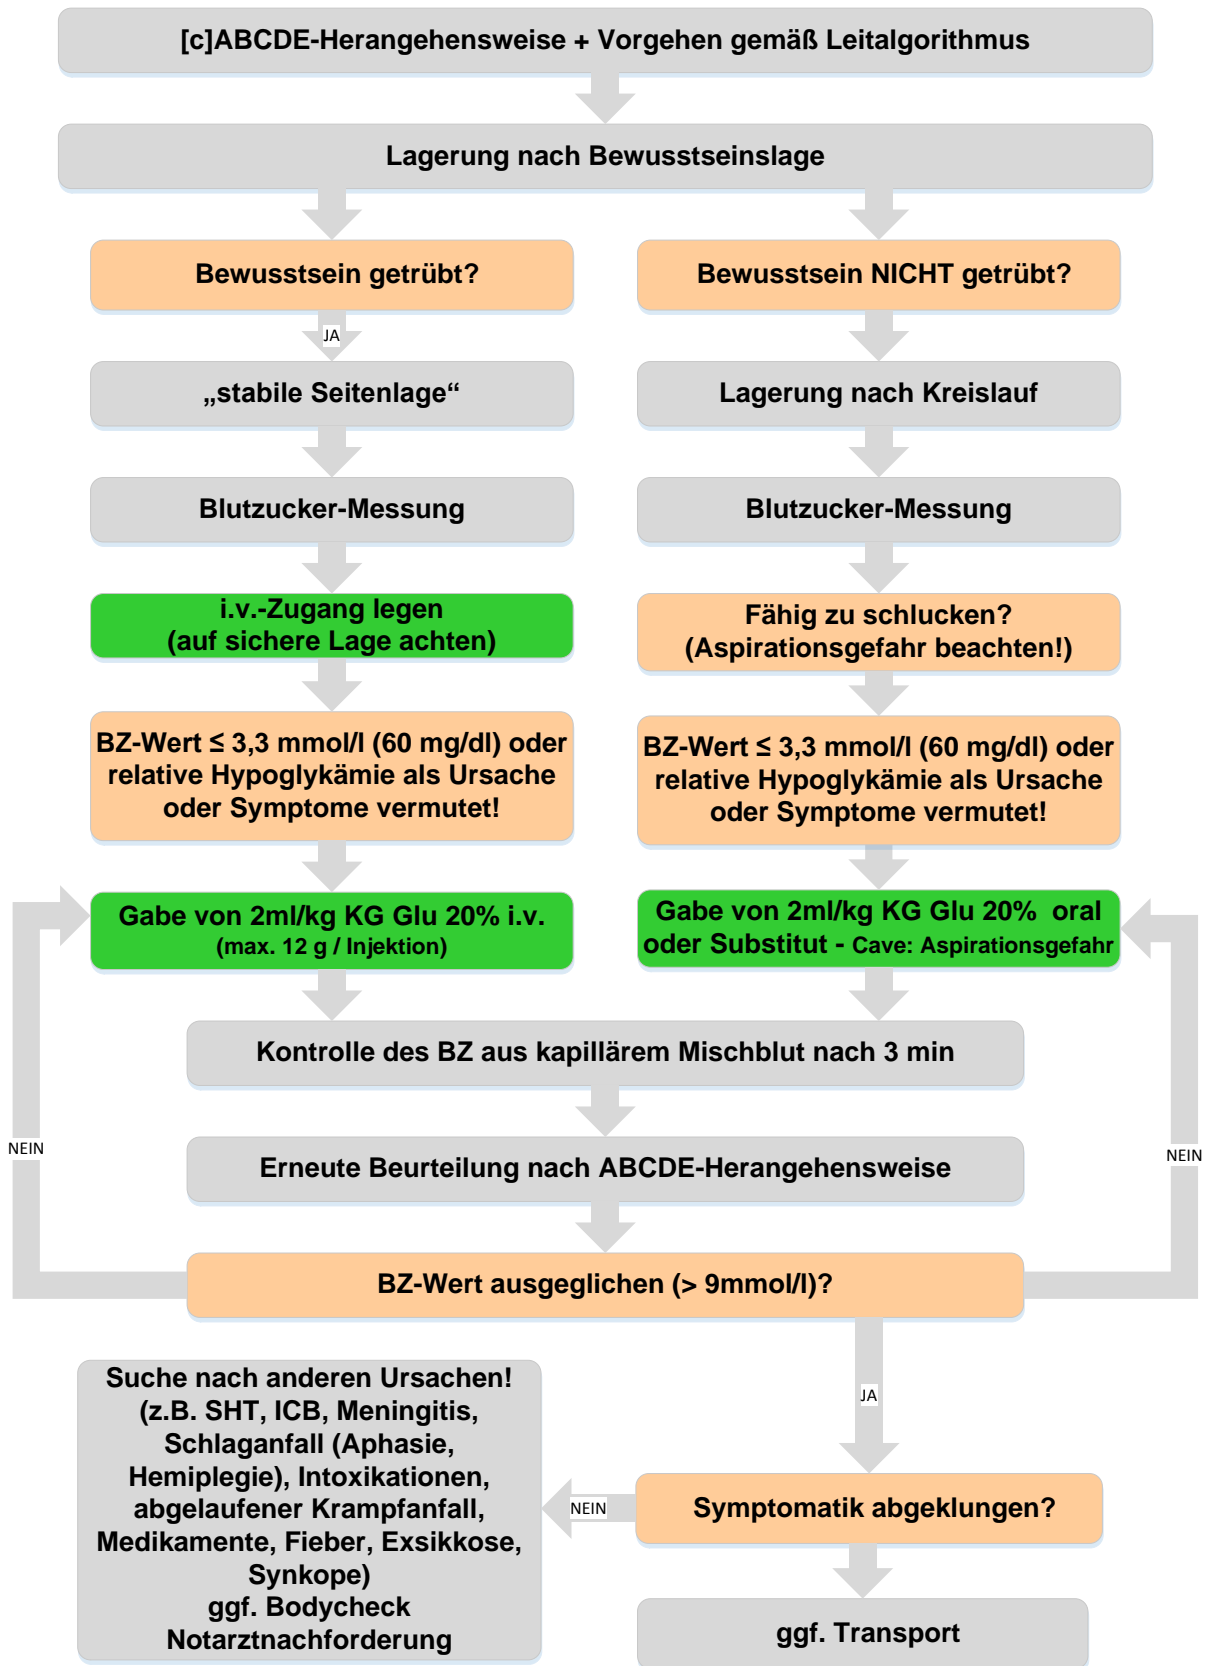 [c]ABCDE-Herangehensweise + Vorgehen gemäß Leitalgorithmus
Lagerung nach Bewusstseinslage
Bewusstsein getrübt?
JA
„stabile Seitenlage“
Blutzucker-Messung
i.v.-Zugang legen
(auf sichere Lage achten)
BZ-Wert ≤ 3,3 mmol/l (60 mg/dl) oder
relative Hypoglykämie als Ursache
oder Symptome vermutet!
Gabe von 2ml/kg KG Glu 20% i.v.
(max. 12 g / Injektion)
Bewusstsein NICHT getrübt?
Lagerung nach Kreislauf
Blutzucker-Messung
Fähig zu schlucken?
(Aspirationsgefahr beachten!)
BZ-Wert ≤ 3,3 mmol/l (60 mg/dl) oder
relative Hypoglykämie als Ursache
oder Symptome vermutet!
Gabe von 2ml/kg KG Glu 20% oral
oder Substitut - Cave: Aspirationsgefahr
Kontrolle des BZ aus kapillärem Mischblut nach 3 min
Erneute Beurteilung nach ABCDE-Herangehensweise
NEIN
NEIN
BZ-Wert ausgeglichen (> 9mmol/l)?
JA
Symptomatik abgeklungen?
NEIN
Suche nach anderen Ursachen!
(z.B. SHT, ICB, Meningitis,
Schlaganfall (Aphasie,
Hemiplegie), Intoxikationen,
abgelaufener Krampfanfall,
Medikamente, Fieber, Exsikkose,
Synkope)
ggf. Bodycheck
Notarztnachforderung
ggf. Transport